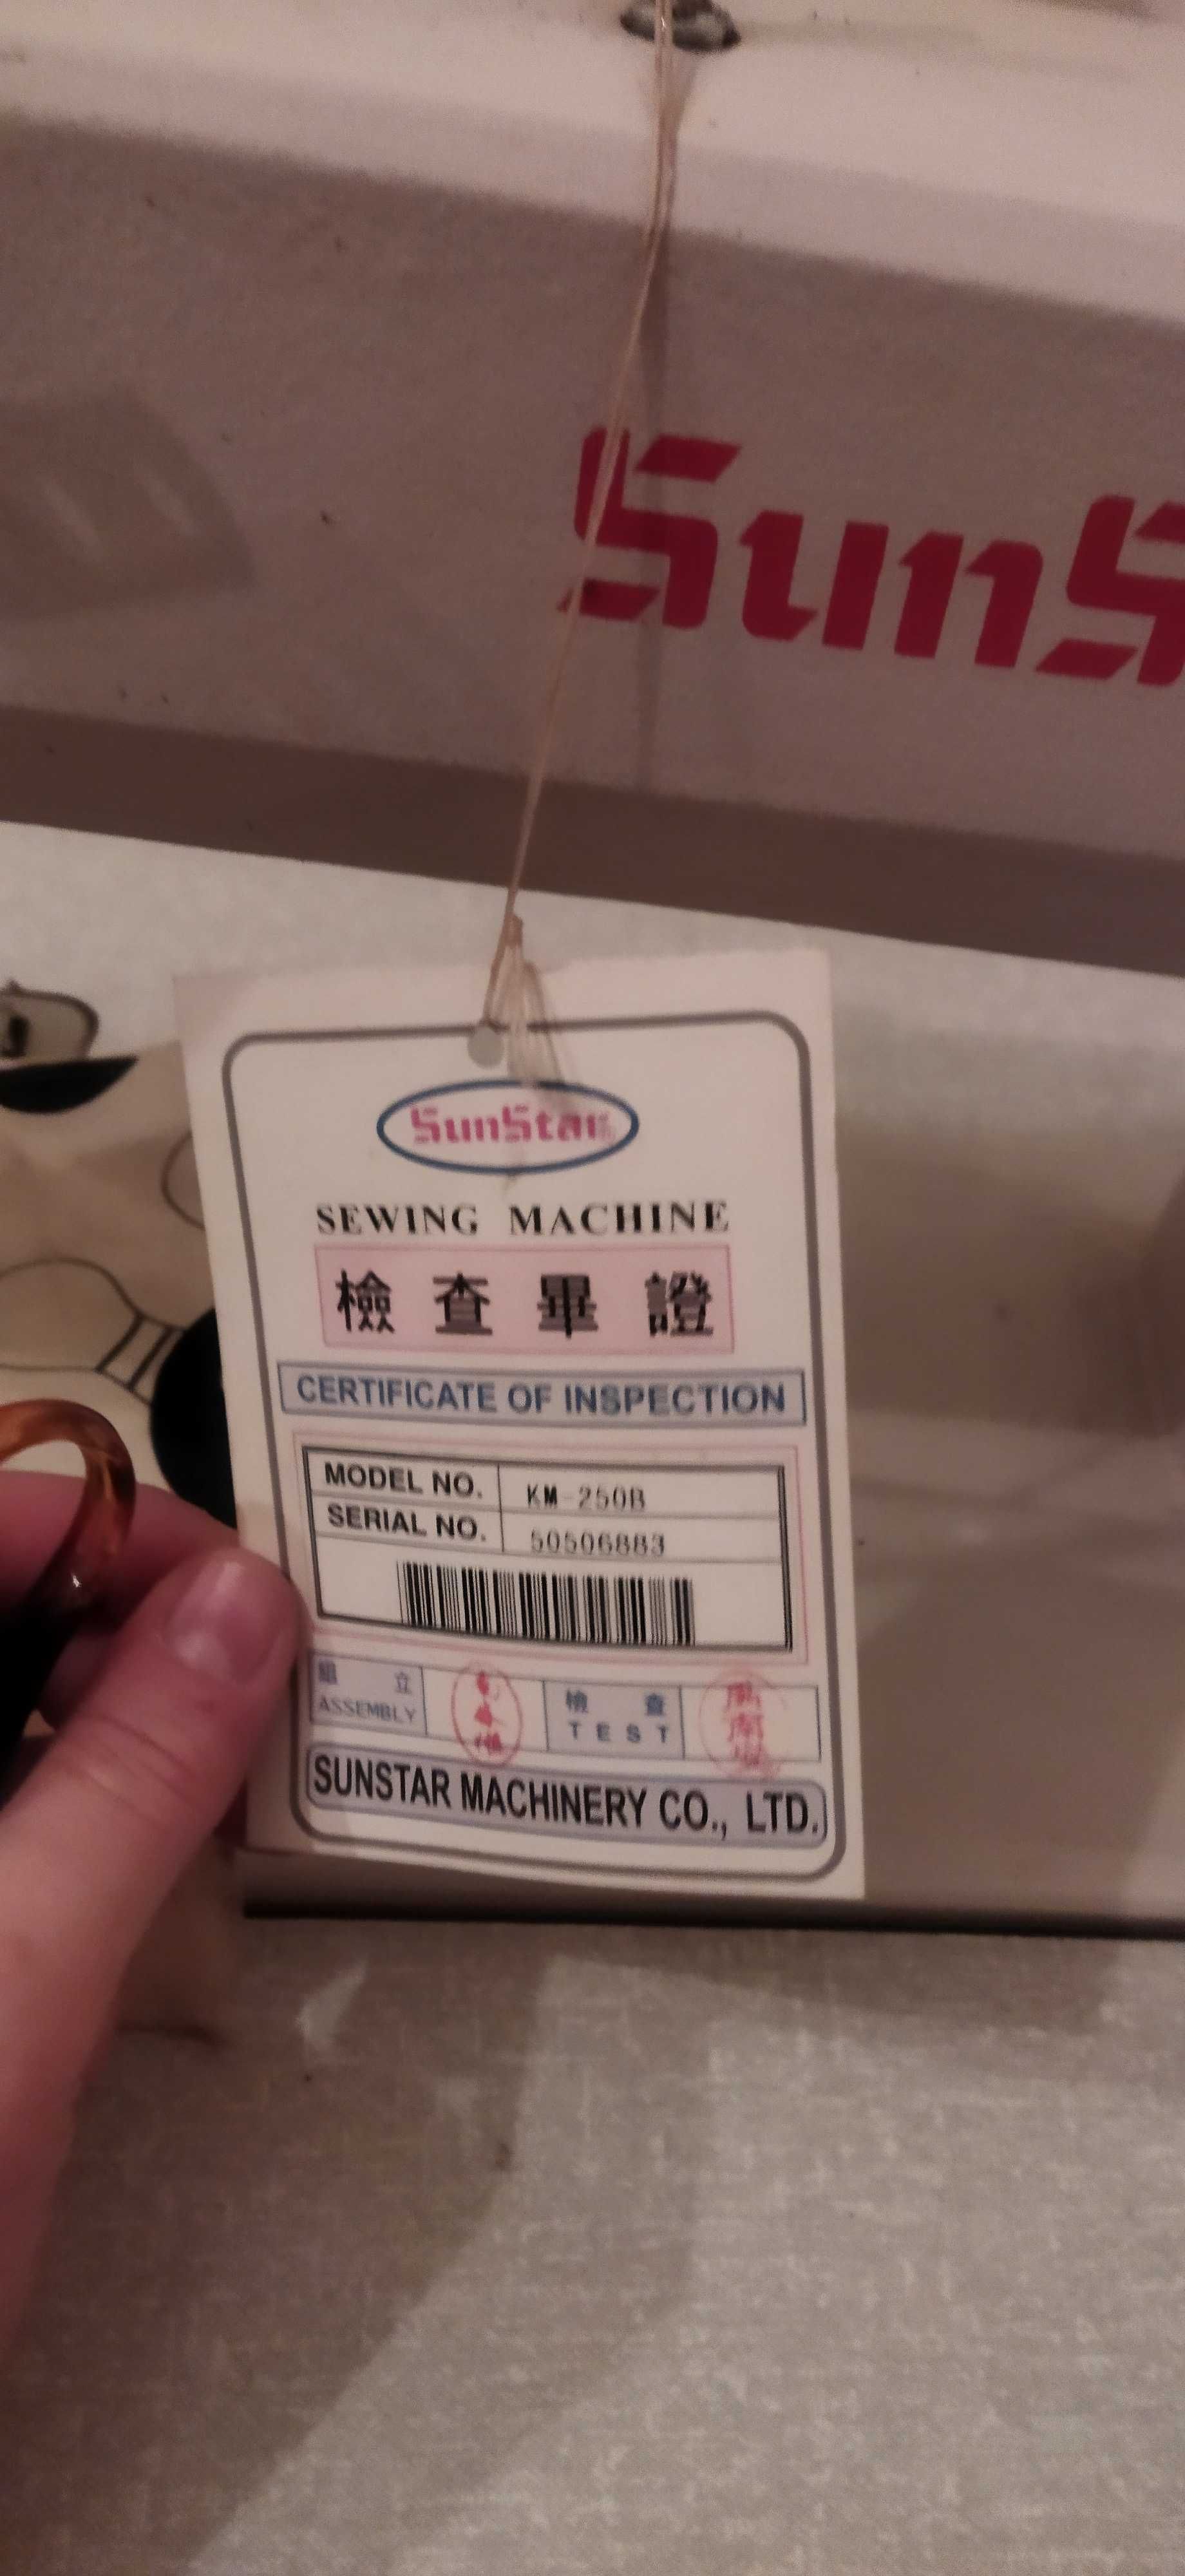 SunS
SunStar
SEWING MACHINE
檢查畢證
CERTIFICATE OF INSPECTION
MODEL NO. KM-250B
SERIAL NO. 50506883
組立
ASSEMBLY
檢查
TEST
SUNSTAR MACHINERY CO., LTD.